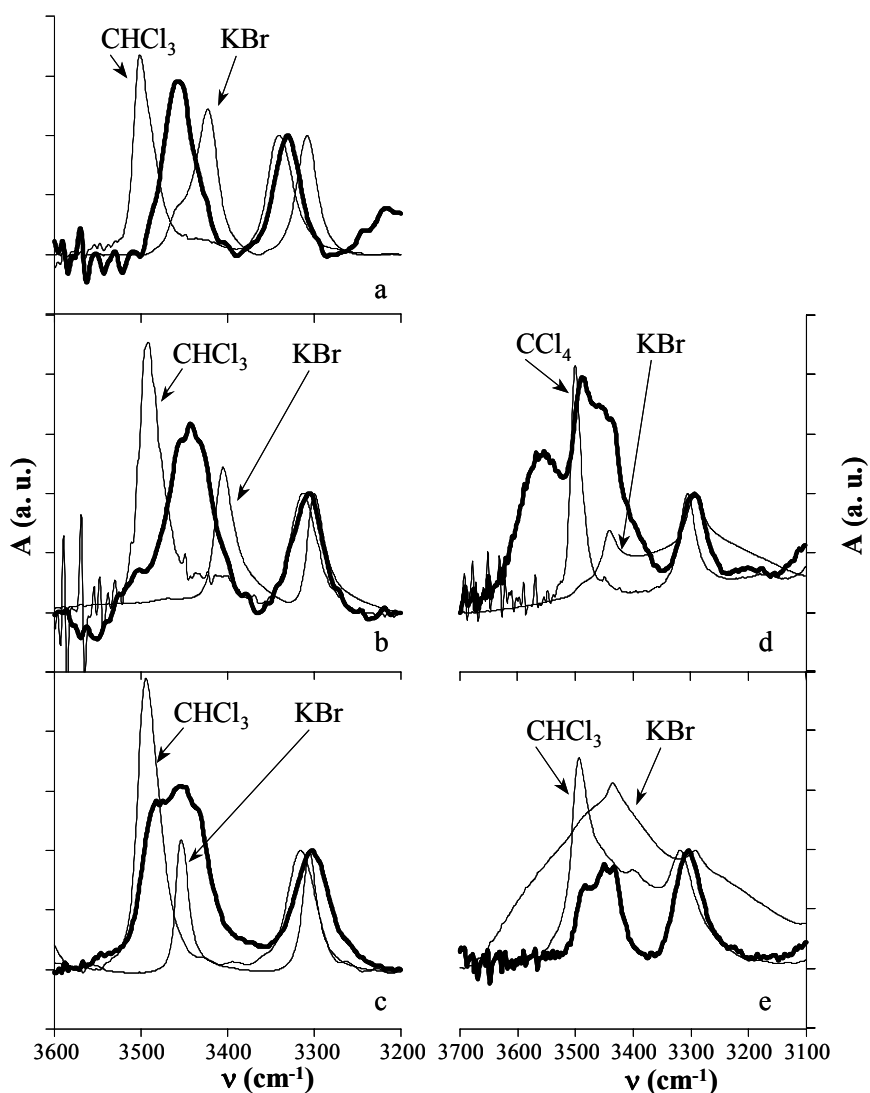 CHCl3 KBr
a
CHCl3 KBr
b
CCl4 KBr
d
A (a. u.)
A (a. u.)
CHCl3 KBr
c
CHCl3 KBr
e
3600 3500 3400 3300 3200
ν (cm-1)
3700 3600 3500 3400 3300 3200 3100
ν (cm-1)